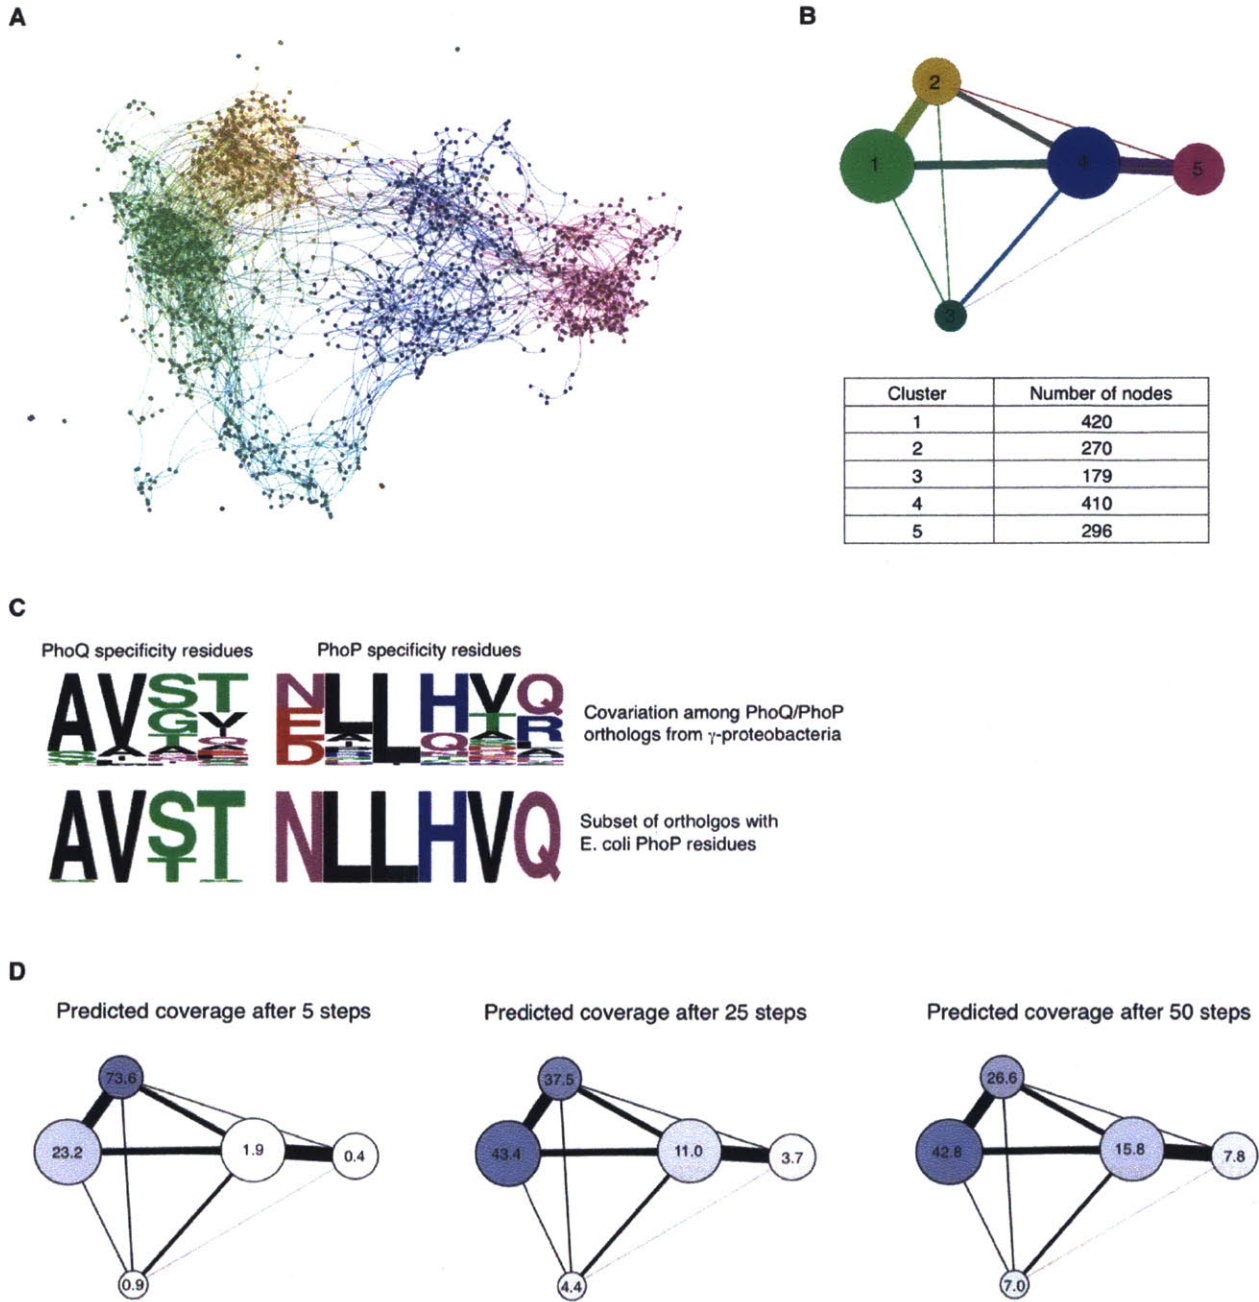 A
B
2
1
4
5
3
Cluster Number of nodes
1 420
2 270
3 179
4 410
5 296
C
PhoQ specificity residues PhoP specificity residues
Covariation among PhoQ/PhoP
orthologs from γ-proteobacteria
AVST NLLHVQ
Subset of ortholgos with
E. coli PhoP residues
D
Predicted coverage after 5 steps
73.6
23.2 1.9 0.4
0.9
Predicted coverage after 25 steps
37.5
43.4 11.0 3.7
4.4
Predicted coverage after 50 steps
26.6
42.8 15.8 7.8
7.0